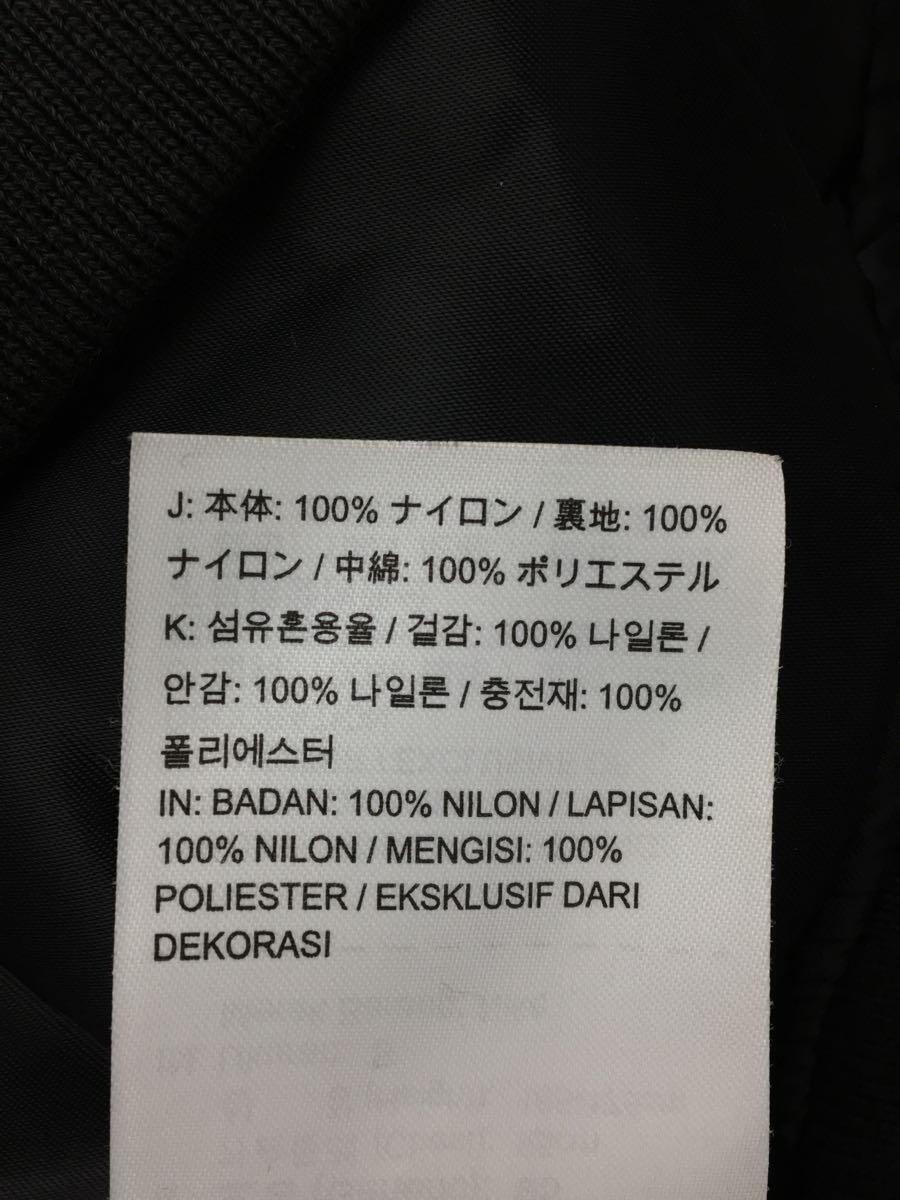 J: 本体: 100% ナイロン / 裏地: 100%
ナイロン / 中綿: 100% ポリエステル
K: 섬유혼용율 / 겉감: 100% 나일론 /
안감: 100% 나일론 / 충전재: 100%
폴리에스터
IN: BADAN: 100% NILON / LAPISAN:
100% NILON / MENGISI: 100%
POLIESTER / EKSKLUSIF DARI
DEKORASI